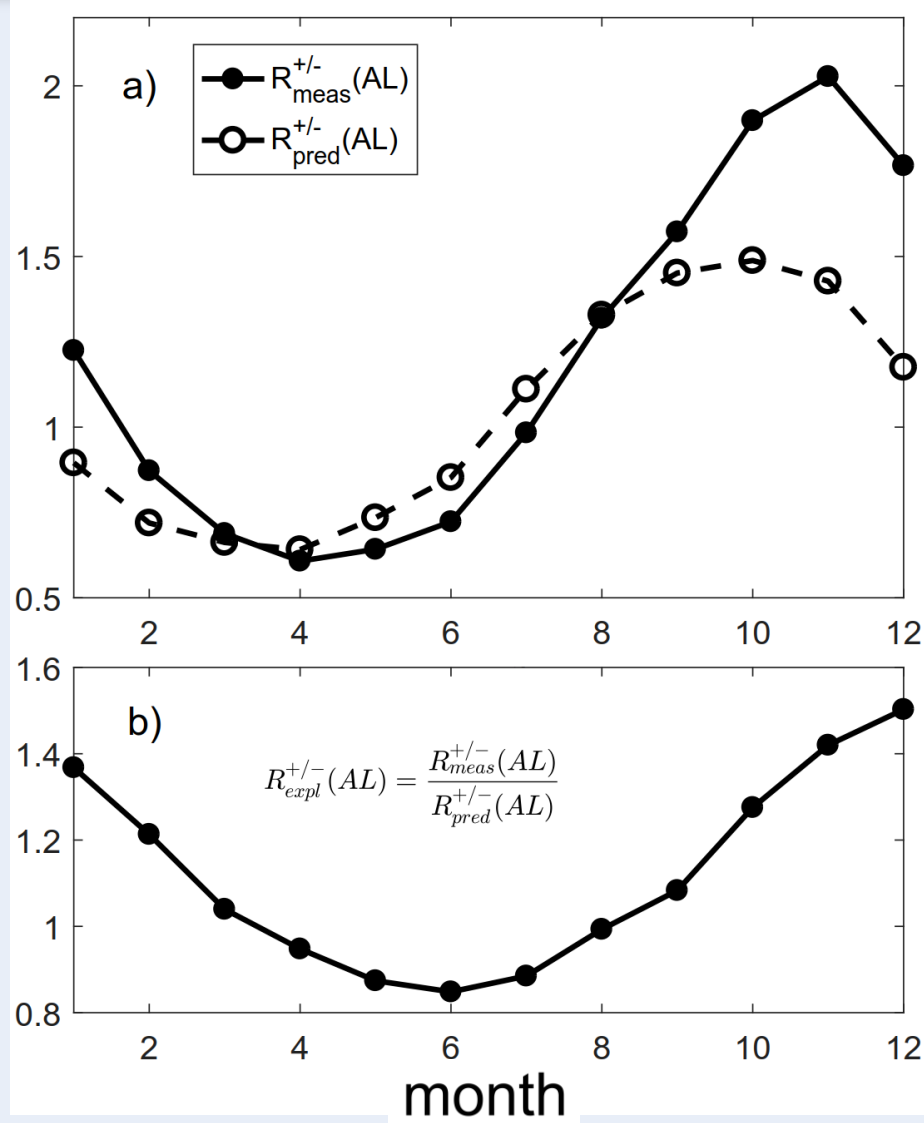 a)
R+/-meas(AL)
R+/-pred(AL)
2
1.5
1
0.5
2 4 6 8 10 12
b)
R+/-expl(AL) = R+/-meas(AL) / R+/-pred(AL)
1.6
1.4
1.2
1
0.8
2 4 6 8 10 12
month